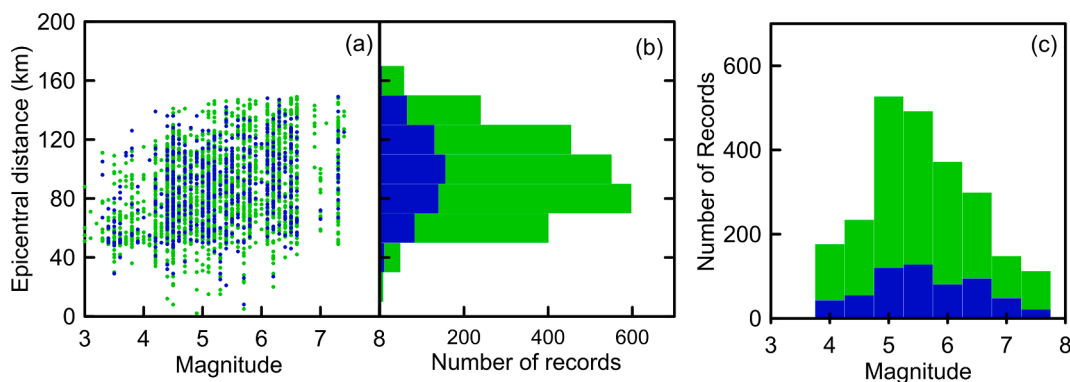 200
160
120
80
40
0
Epicentral distance (km)
(a)
3 4 5 6 7 8
Magnitude
(b)
200 400 600
Number of records
(c)
600
400
200
0
Number of Records
3 4 5 6 7 8
Magnitude